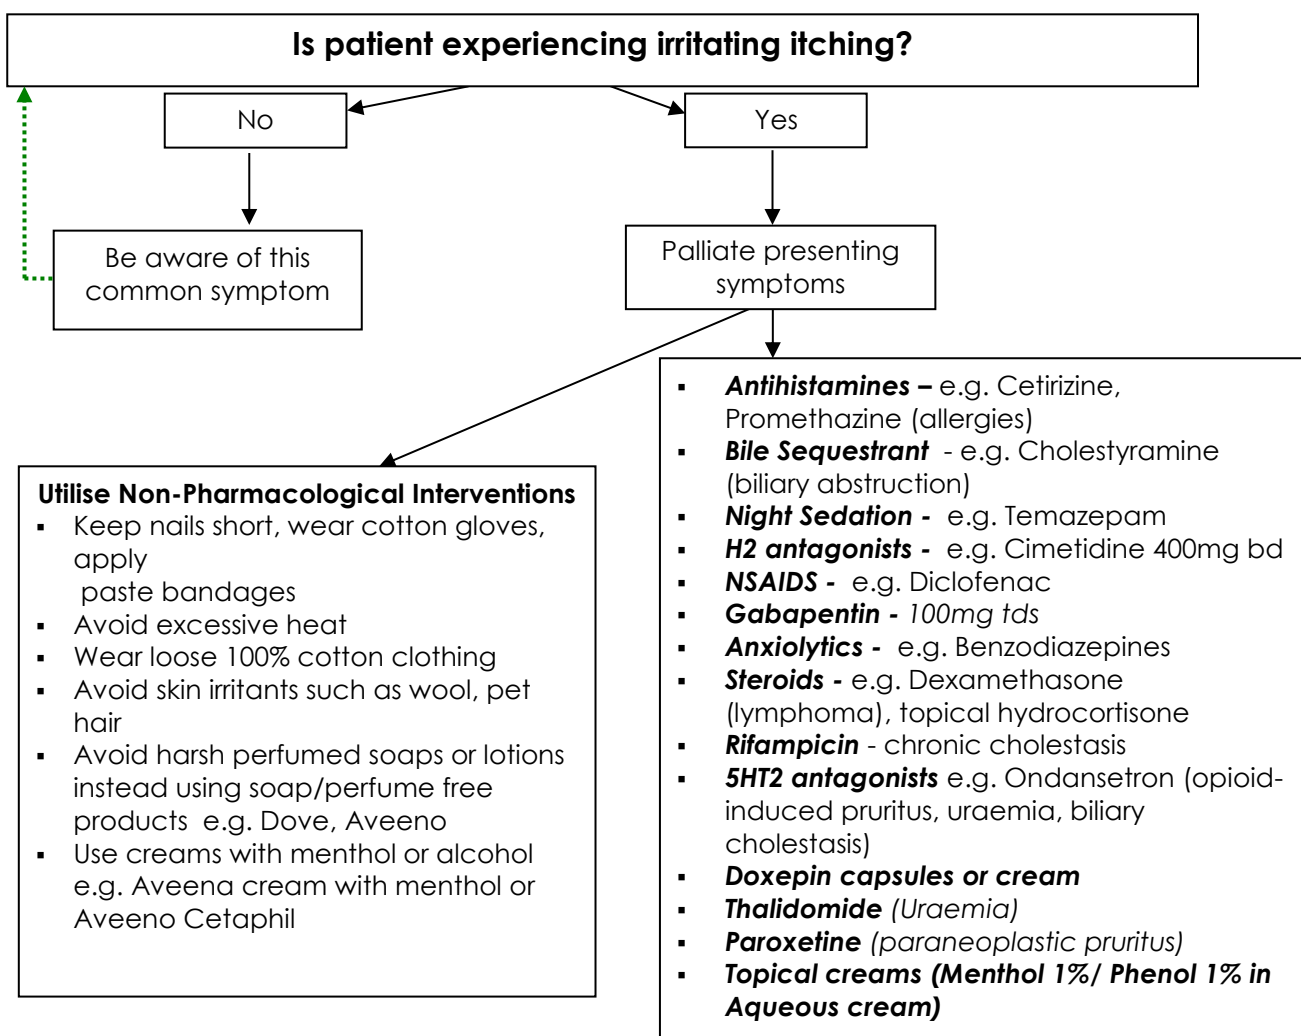 Is patient experiencing irritating itching?
No
Yes
Be aware of this
common symptom
Palliate presenting
symptoms
Utilise Non-Pharmacological Interventions
▪ Keep nails short, wear cotton gloves,
apply
paste bandages
▪ Avoid excessive heat
▪ Wear loose 100% cotton clothing
▪ Avoid skin irritants such as wool, pet
hair
▪ Avoid harsh perfumed soaps or lotions
instead using soap/perfume free
products e.g. Dove, Aveeno
▪ Use creams with menthol or alcohol
e.g. Aveena cream with menthol or
Aveeno Cetaphil
▪ Antihistamines – e.g. Cetirizine,
Promethazine (allergies)
▪ Bile Sequestrant - e.g. Cholestyramine
(biliary abstruction)
▪ Night Sedation - e.g. Temazepam
▪ H2 antagonists - e.g. Cimetidine 400mg bd
▪ NSAIDS - e.g. Diclofenac
▪ Gabapentin - 100mg tds
▪ Anxiolytics - e.g. Benzodiazepines
▪ Steroids - e.g. Dexamethasone
(lymphoma), topical hydrocortisone
▪ Rifampicin - chronic cholestasis
▪ 5HT2 antagonists e.g. Ondansetron (opioid-
induced pruritus, uraemia, biliary
cholestasis)
▪ Doxepin capsules or cream
▪ Thalidomide (Uraemia)
▪ Paroxetine (paraneoplastic pruritus)
▪ Topical creams (Menthol 1%/ Phenol 1% in
Aqueous cream)